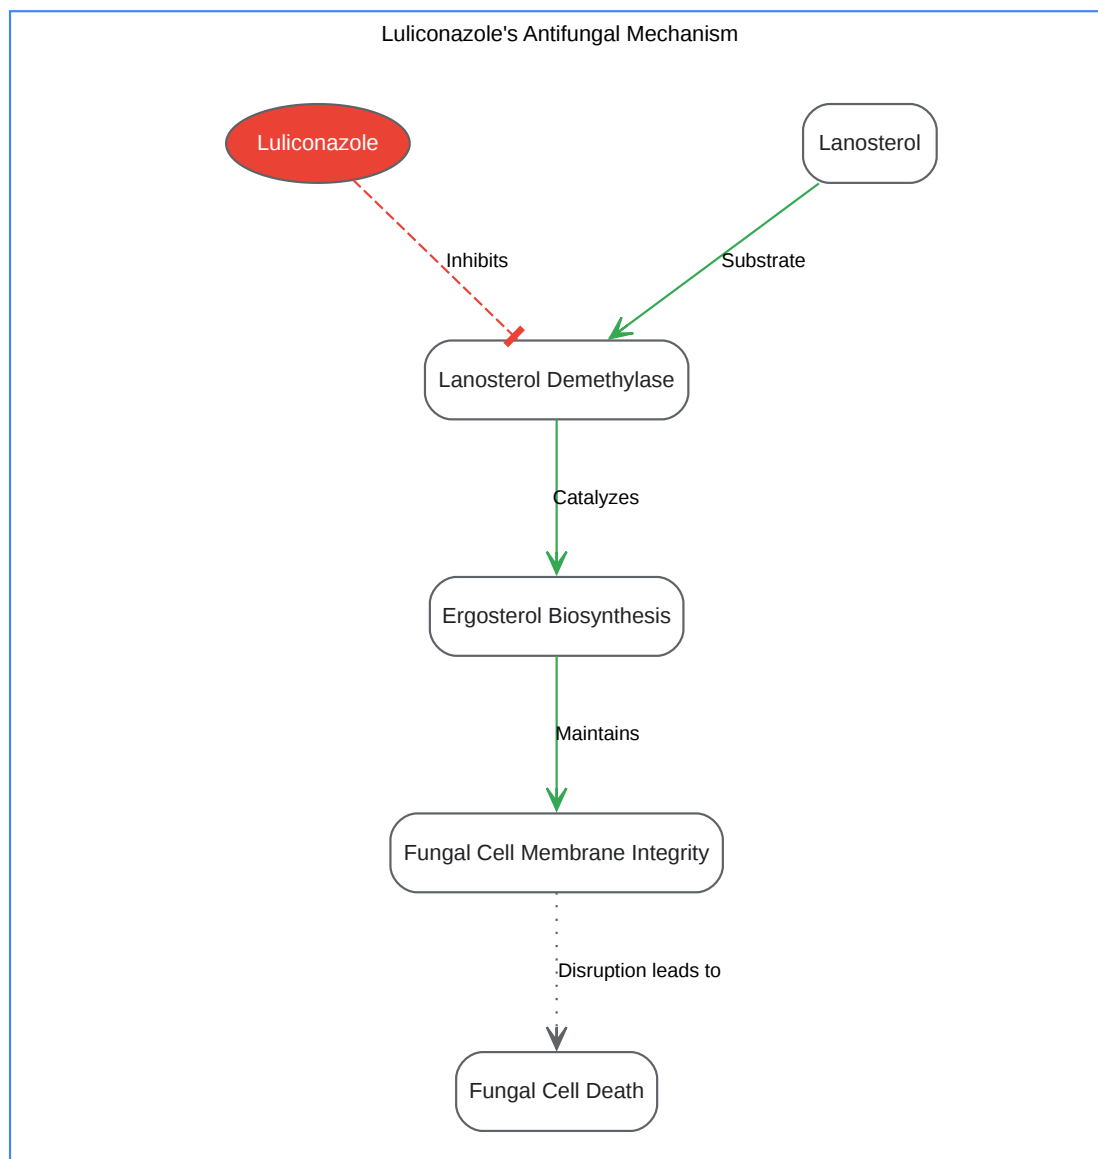 Luliconazole's Antifungal Mechanism
Luliconazole
Lanosterol
Inhibits
Substrate
Lanosterol Demethylase
Catalyzes
Ergosterol Biosynthesis
Maintains
Fungal Cell Membrane Integrity
Disruption leads to
Fungal Cell Death